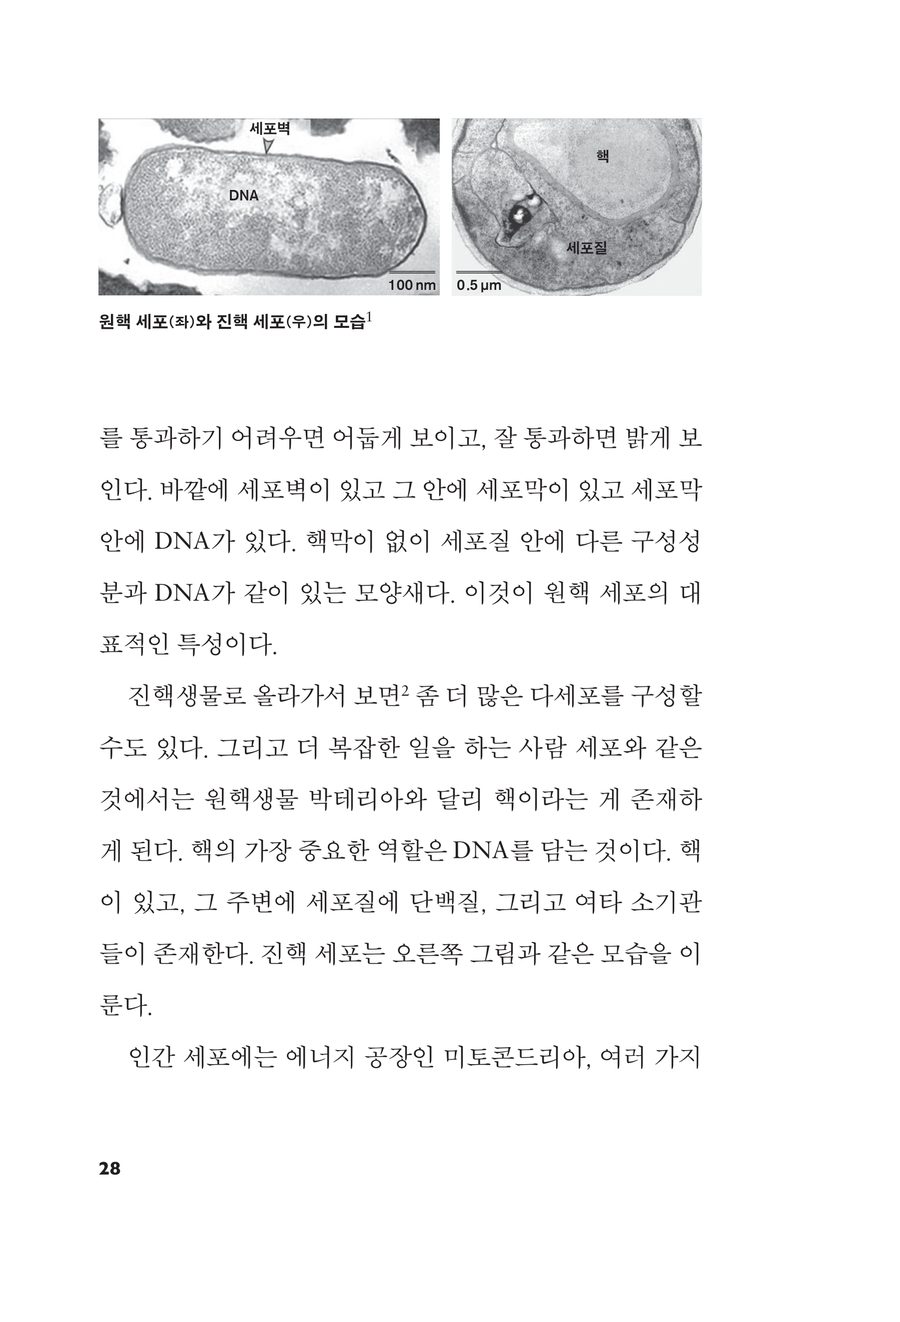 세포벽
DNA
100 nm
핵
세포질
0.5 μm
원핵 세포(좌)와 진핵 세포(우)의 모습1
를 통과하기 어려우면 어둡게 보이고, 잘 통과하면 밝게 보
인다. 바깥에 세포벽이 있고 그 안에 세포막이 있고 세포막
안에 DNA가 있다. 핵막이 없이 세포질 안에 다른 구성성
분과 DNA가 같이 있는 모양새다. 이것이 원핵 세포의 대
표적인 특성이다.
진핵생물로 올라가서 보면2 좀 더 많은 다세포를 구성할
수도 있다. 그리고 더 복잡한 일을 하는 사람 세포와 같은
것에서는 원핵생물 박테리아와 달리 핵이라는 게 존재하
게 된다. 핵의 가장 중요한 역할은 DNA를 담는 것이다. 핵
이 있고, 그 주변에 세포질에 단백질, 그리고 여타 소기관
들이 존재한다. 진핵 세포는 오른쪽 그림과 같은 모습을 이
룬다.
인간 세포에는 에너지 공장인 미토콘드리아, 여러 가지
28